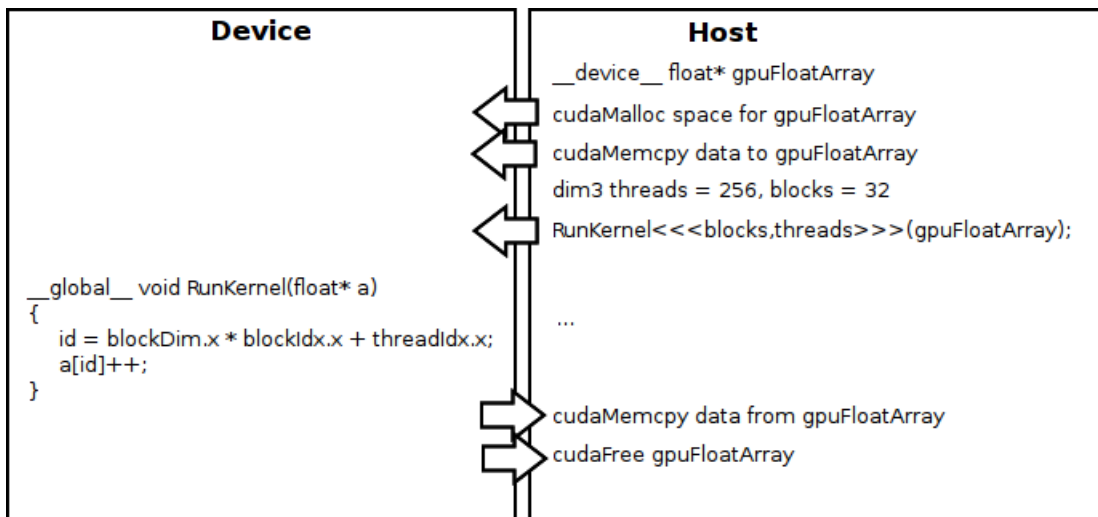 Device
__global__ void RunKernel(float* a)
{
id = blockDim.x * blockIdx.x + threadIdx.x;
a[id]++;
}
Host
__device__ float* gpuFloatArray
cudaMalloc space for gpuFloatArray
cudaMemcpy data to gpuFloatArray
dim3 threads = 256, blocks = 32
RunKernel<<<blocks,threads>>>(gpuFloatArray);
...
cudaMemcpy data from gpuFloatArray
cudaFree gpuFloatArray